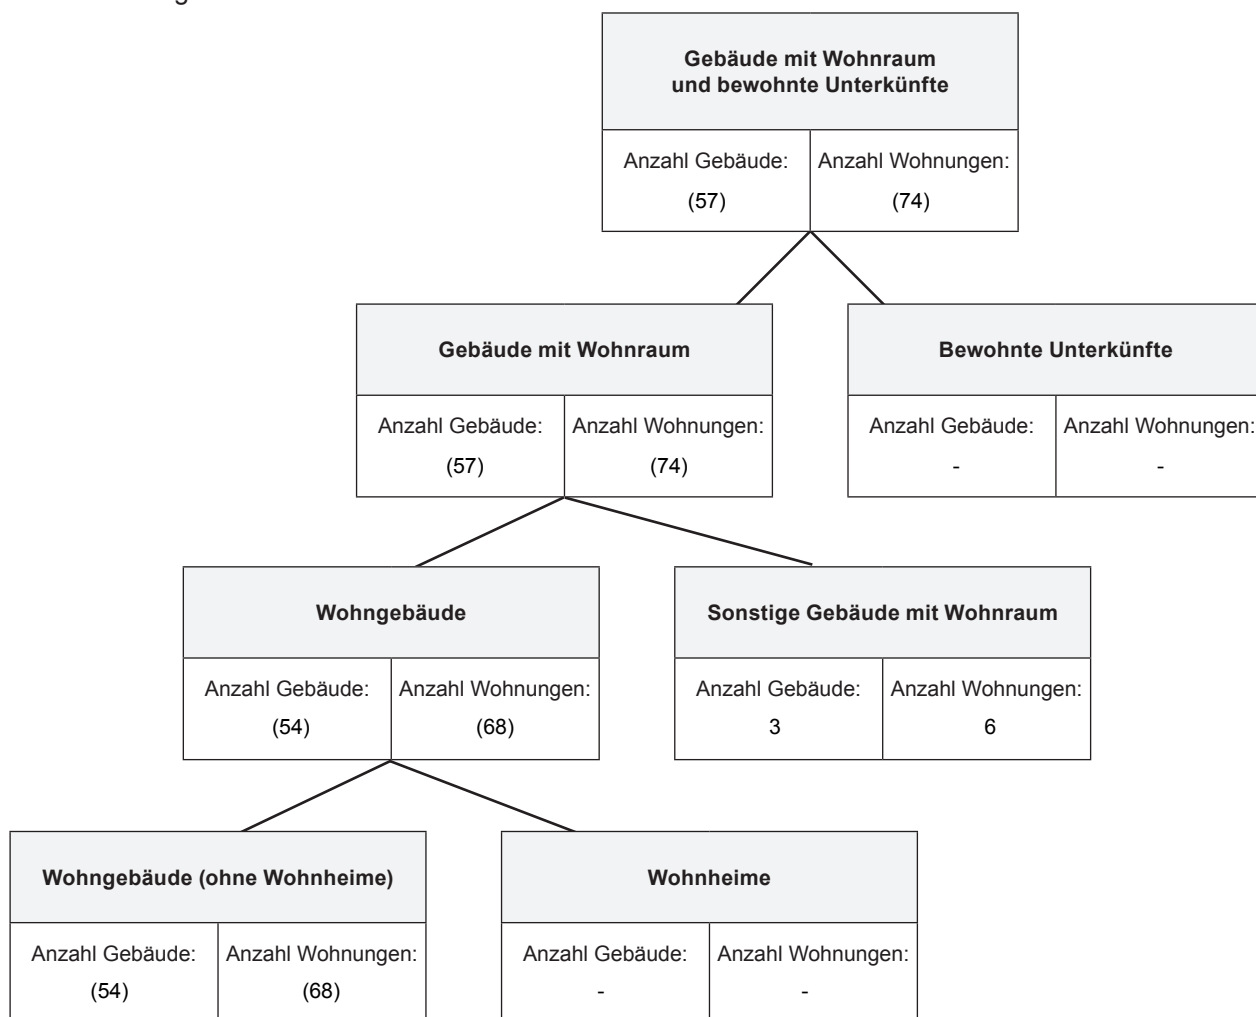 Gebäude mit Wohnraum
und bewohnte Unterkünfte
Anzahl Gebäude: Anzahl Wohnungen:
(57) (74)
Gebäude mit Wohnraum Bewohnte Unterkünfte
Anzahl Gebäude: Anzahl Wohnungen: Anzahl Gebäude: Anzahl Wohnungen:
(57) (74) - -
Wohngebäude Sonstige Gebäude mit Wohnraum
Anzahl Gebäude: Anzahl Wohnungen: Anzahl Gebäude: Anzahl Wohnungen:
(54) (68) 3 6
Wohngebäude (ohne Wohnheime) Wohnheime
Anzahl Gebäude: Anzahl Wohnungen: Anzahl Gebäude: Anzahl Wohnungen:
(54) (68) - -